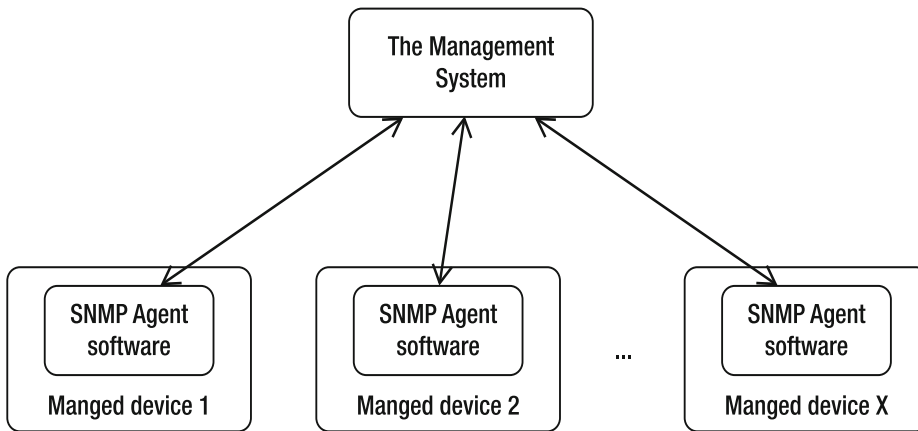 The Management
System
SNMP Agent
software
Manged device 1
SNMP Agent
software
Manged device 2
...
SNMP Agent
software
Manged device X